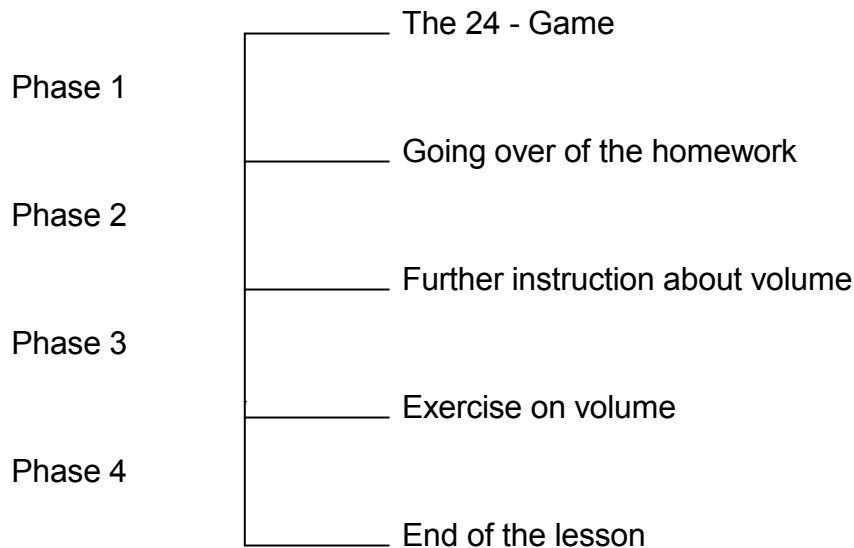 The 24 - Game
Phase 1
Going over of the homework
Phase 2
Further instruction about volume
Phase 3
Exercise on volume
Phase 4
End of the lesson